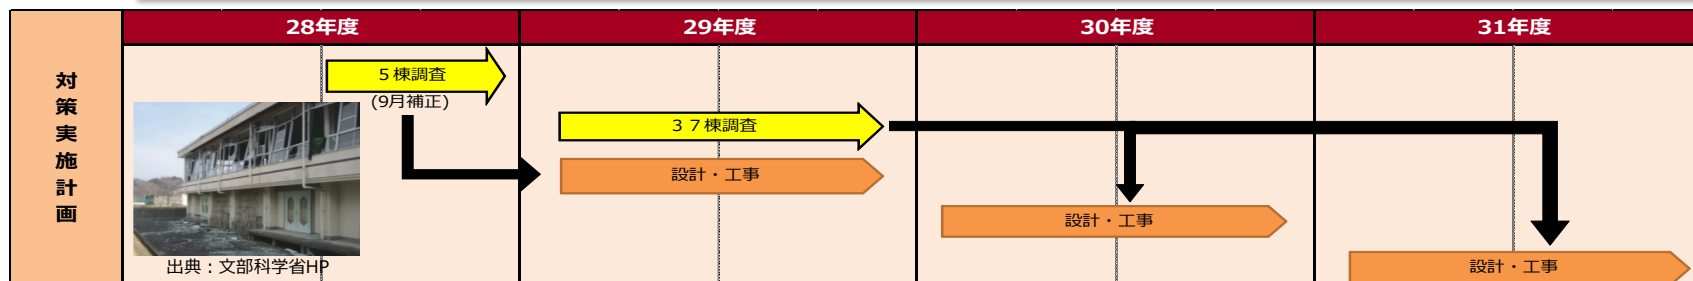 28年度
29年度
30年度
31年度
対策実施計画
5棟調査
(9月補正)
37棟調査
設計・工事
設計・工事
設計・工事
出典：文部科学省HP